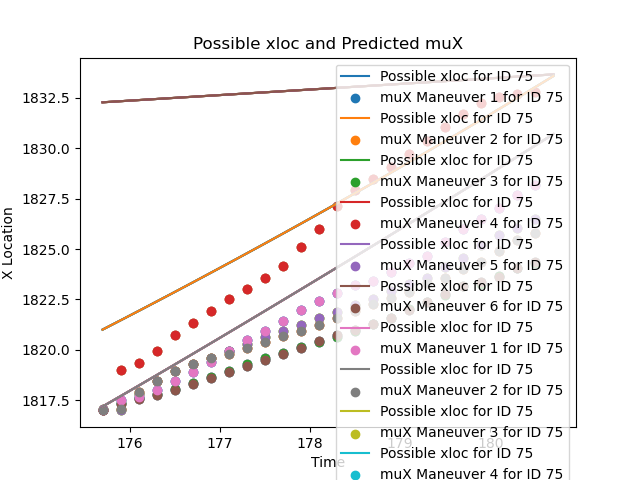 Possible xloc and Predicted muX
1832.5
1830.0
1827.5
1825.0
1822.5
1820.0
1817.5
X Location
176
177
178
179
180
Time
Possible xloc for ID 75
muX Maneuver 1 for ID 75
Possible xloc for ID 75
muX Maneuver 2 for ID 75
Possible xloc for ID 75
muX Maneuver 3 for ID 75
Possible xloc for ID 75
muX Maneuver 4 for ID 75
Possible xloc for ID 75
muX Maneuver 5 for ID 75
Possible xloc for ID 75
muX Maneuver 6 for ID 75
Possible xloc for ID 75
muX Maneuver 1 for ID 75
Possible xloc for ID 75
muX Maneuver 2 for ID 75
Possible xloc for ID 75
muX Maneuver 3 for ID 75
Possible xloc for ID 75
muX Maneuver 4 for ID 75